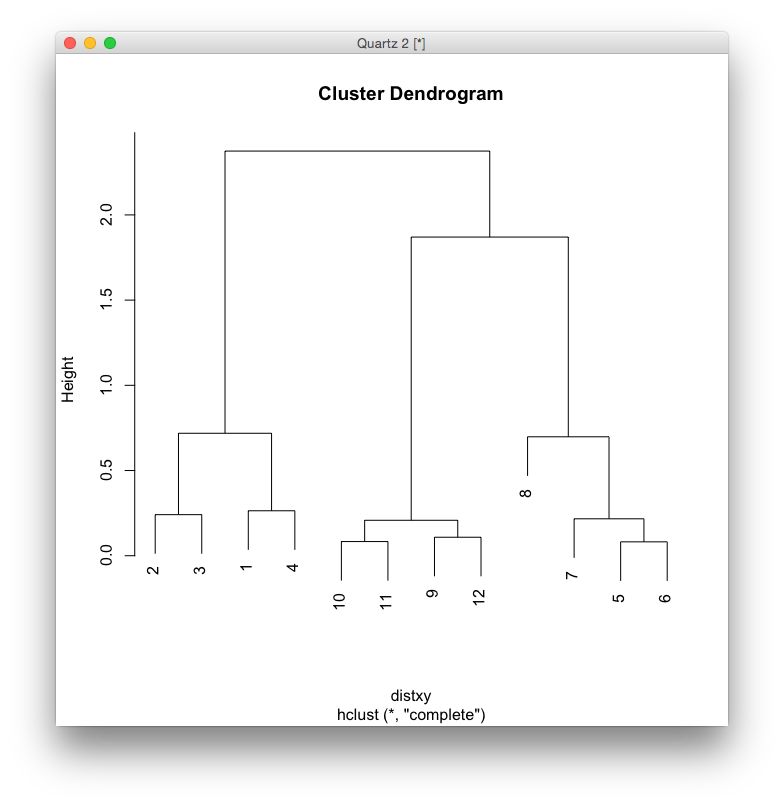 Quartz 2 [*]
Cluster Dendrogram
Height
2.0
1.5
1.0
0.5
0.0
8
2 3 1 4 7
10 11 9 12 5 6
distxy
hclust (*, "complete")